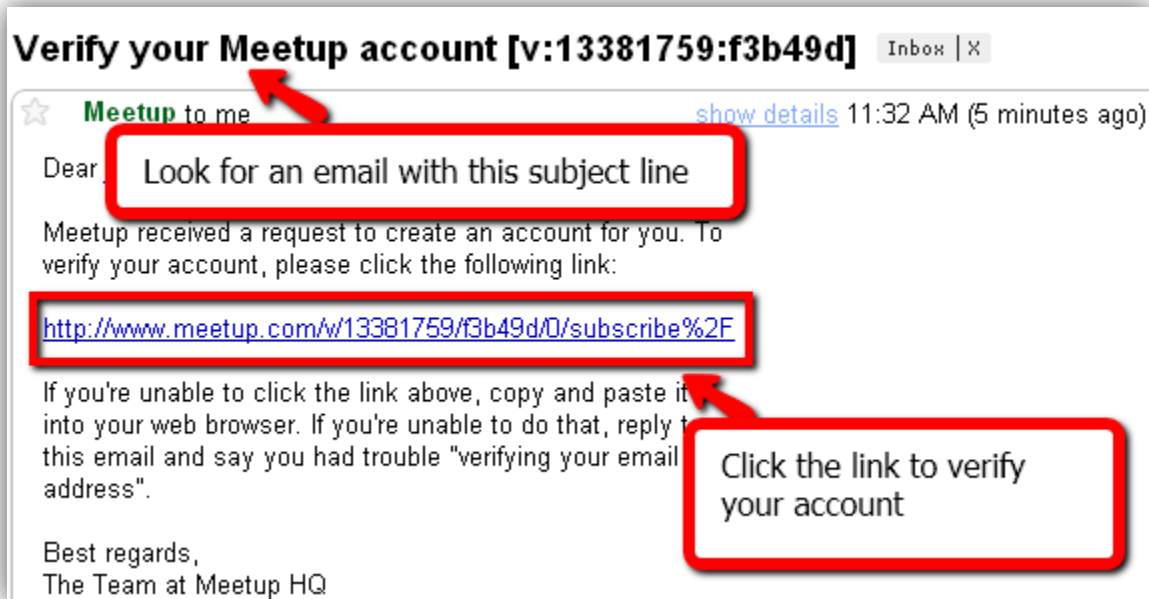 Verify your Meetup account [v:13381759:f3b49d] Inbox | X
Meetup to me show details 11:32 AM (5 minutes ago)
Dear
Look for an email with this subject line
Meetup received a request to create an account for you. To
verify your account, please click the following link:
http://www.meetup.com/v/13381759/f3b49d/0/subscribe%2F
If you're unable to click the link above, copy and paste it
into your web browser. If you're unable to do that, reply
this email and say you had trouble "verifying your email
address".
Click the link to verify
your account
Best regards,
The Team at Meetup HQ